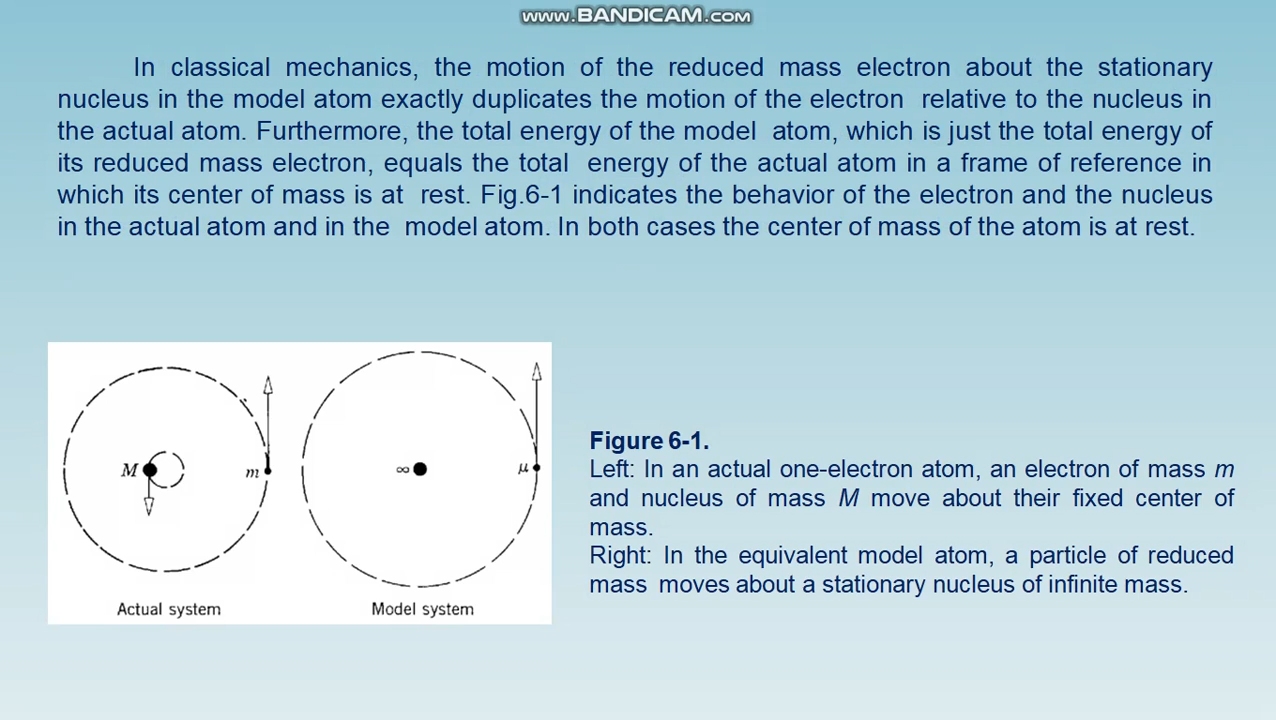 www.BANDICAM.com
In classical mechanics, the motion of the reduced mass electron about the stationary
nucleus in the model atom exactly duplicates the motion of the electron relative to the nucleus in
the actual atom. Furthermore, the total energy of the model atom, which is just the total energy of
its reduced mass electron, equals the total energy of the actual atom in a frame of reference in
which its center of mass is at rest. Fig.6-1 indicates the behavior of the electron and the nucleus
in the actual atom and in the model atom. In both cases the center of mass of the atom is at rest.
M
m
∞
μ
Actual system
Model system
Figure 6-1.
Left: In an actual one-electron atom, an electron of mass m
and nucleus of mass M move about their fixed center of
mass.
Right: In the equivalent model atom, a particle of reduced
mass moves about a stationary nucleus of infinite mass.